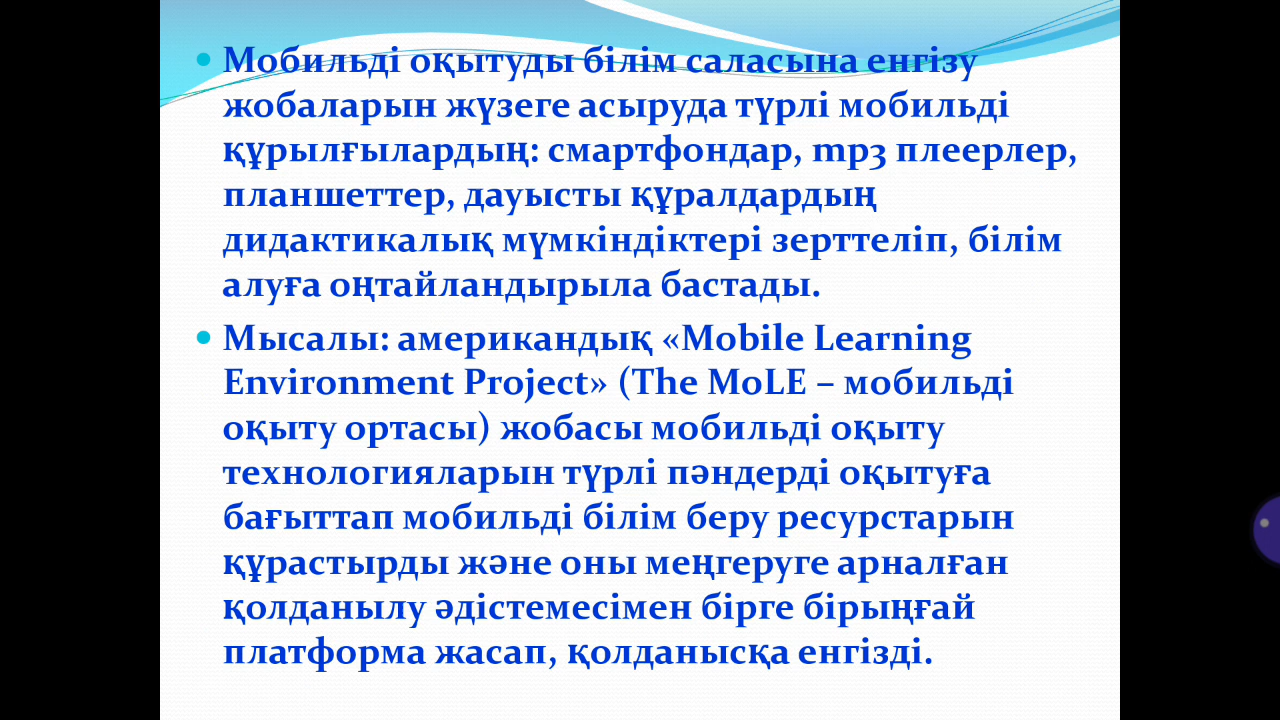 Мобильді оқытуды білім саласына енгізу
жобаларын жүзеге асыруда түрлі мобильді
құрылғылардың: смартфондар, mp3 плеерлер,
планшеттер, дауысты құралдардың
дидактикалық мүмкіндіктері зерттеліп, білім
алуға оңтайландырыла бастады.
Мысалы: американдық «Mobile Learning
Environment Project» (The MoLE – мобильді
оқыту ортасы) жобасы мобильді оқыту
технологияларын түрлі пәндерді оқытуға
бағыттап мобильді білім беру ресурстарын
құрастырды және оны меңгеруге арналған
қолданылу әдістемесімен бірге бірыңғай
платформа жасап, қолданысқа енгізді.